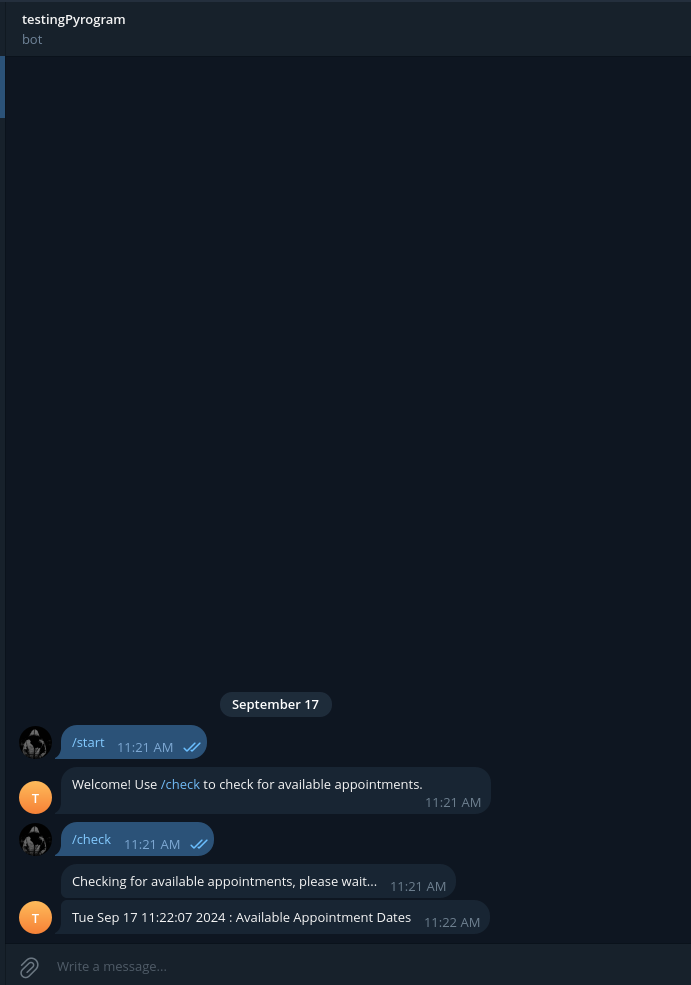 testingPyrogram
bot
September 17
/start 11:21 AM
T
Welcome! Use /check to check for available appointments.
11:21 AM
/check 11:21 AM
Checking for available appointments, please wait... 11:21 AM
T
Tue Sep 17 11:22:07 2024 : Available Appointment Dates 11:22 AM
Write a message...